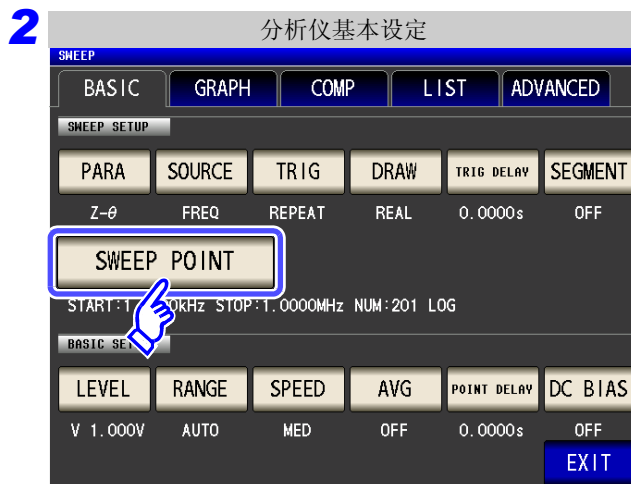 2
分析仪基本设定
SWEEP
BASIC GRAPH COMP LIST ADVANCED
SWEEP SETUP
PARA SOURCE TRIG DRAW TRIG DELAY SEGMENT
Z-θ FREQ REPEAT REAL 0.0000s OFF
SWEEP POINT
STOP:1.0000MHz NUM:201 LOG
LEVEL RANGE SPEED AVG POINT DELAY DC BIAS
V 1.000V AUTO MED OFF 0.0000s OFF
EXIT